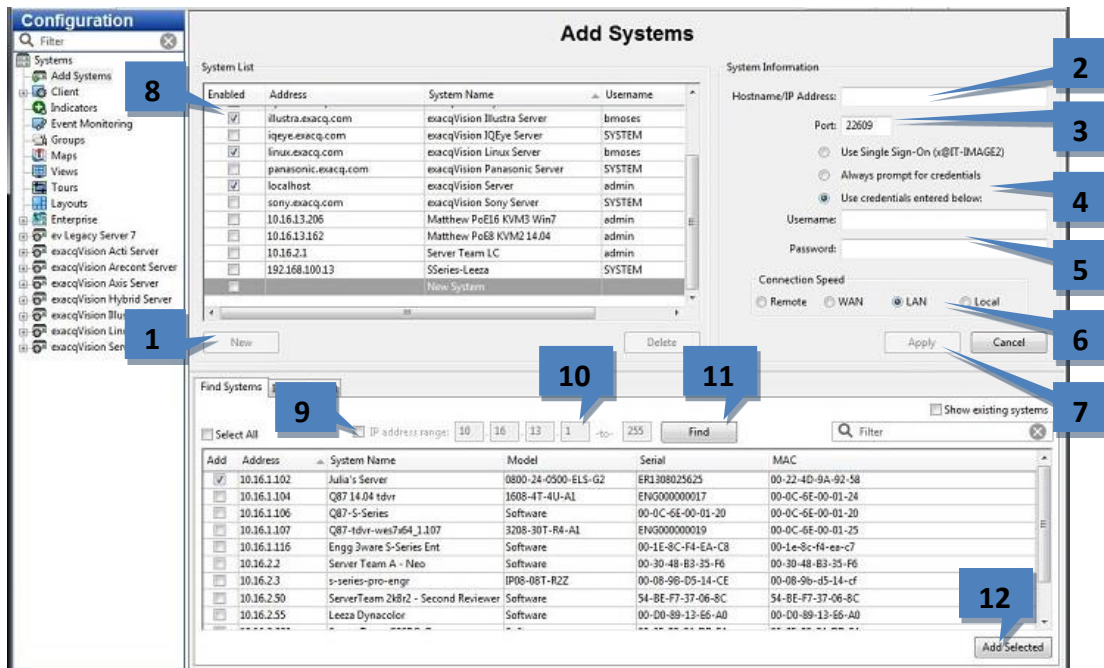 Configuration
Filter
Systems
Add Systems
Client
Indicators
Event Monitoring
Groups
Maps
Views
Tours
Layouts
Enterprise
ev Legacy Server 7
exacqVision Acti Server
exacqVision Arecont Server
exacqVision Axis Server
exacqVision Hybrid Server
exacqVision
exacqVision
exacqVision
Add Systems
System List
Enabled Address System Name Username
illustra.exacq.com exacqVision Illustra Server bmoses
iqeye.exacq.com exacqVision IQEye Server SYSTEM
linux.exacq.com exacqVision Linux Server bmoses
panasonic.exacq.com exacqVision Panasonic Server SYSTEM
localhost exacqVision Server admin
sony.exacq.com exacqVision Sony Server SYSTEM
10.16.13.206 Matthew PoE16 KVM3 Win7 admin
10.16.13.162 Matthew PoE8 KVM2 14.04 admin
10.16.2.1 Server Team LC admin
192.168.100.13 SSeries-Leeza SYSTEM
New System
New
Delete
System Information
Hostname/IP Address:
Port: 22609
Use Single Sign-On (x@IT-IMAGE2)
Always prompt for credentials
Use credentials entered below:
Username:
Password:
Connection Speed
Remote WAN LAN Local
Apply Cancel
Find Systems
Show existing systems
Select All
IP address range: 10 . 16 . 13 . 1 -to- 255
Find
Filter
Add Address System Name Model Serial MAC
10.16.1.102 Julia's Server 0800-24-0500-ELS-G2 ER1308025625 00-22-4D-9A-92-58
10.16.1.104 Q87 14.04 tdvr 1608-4T-4U-A1 ENG000000017 00-0C-6E-00-01-24
10.16.1.106 Q87-S-Series Software 00-0C-6E-00-01-20 00-0C-6E-00-01-20
10.16.1.107 Q87-tdvr-wes7x64_1.107 3208-30T-R4-A1 ENG000000019 00-0C-6E-00-01-25
10.16.1.116 Engg 3ware S-Series Ent Software 00-1E-8C-F4-EA-C8 00-1e-8c-f4-ea-c7
10.16.2.2 Server Team A - Neo Software 00-30-48-B3-35-F6 00-30-48-B3-35-F6
10.16.2.3 s-series-pro-engr IP08-08T-R2Z 00-08-9B-D5-14-CE 00-08-9b-d5-14-cf
10.16.2.50 ServerTeam 2k8r2 - Second Reviewer Software 54-BE-F7-37-06-8C 54-BE-F7-37-06-8C
10.16.2.55 Leeza Dynacolor Software 00-D0-89-13-E6-A0 00-D0-89-13-E6-A0
Add Selected
1
2
3
4
5
6
7
8
9
10
11
12